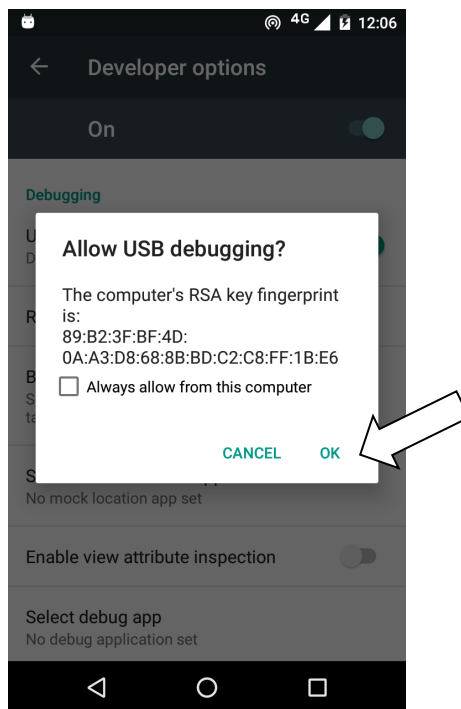 4G 12:06
Developer options
On
Debugging
U
D
Allow USB debugging?
The computer's RSA key fingerprint
is:
89:B2:3F:BF:4D:
0A:A3:D8:68:8B:BD:C2:C8:FF:1B:E6
R
B
S
ta
Always allow from this computer
CANCEL OK
S
No mock location app set
Enable view attribute inspection
Select debug app
No debug application set